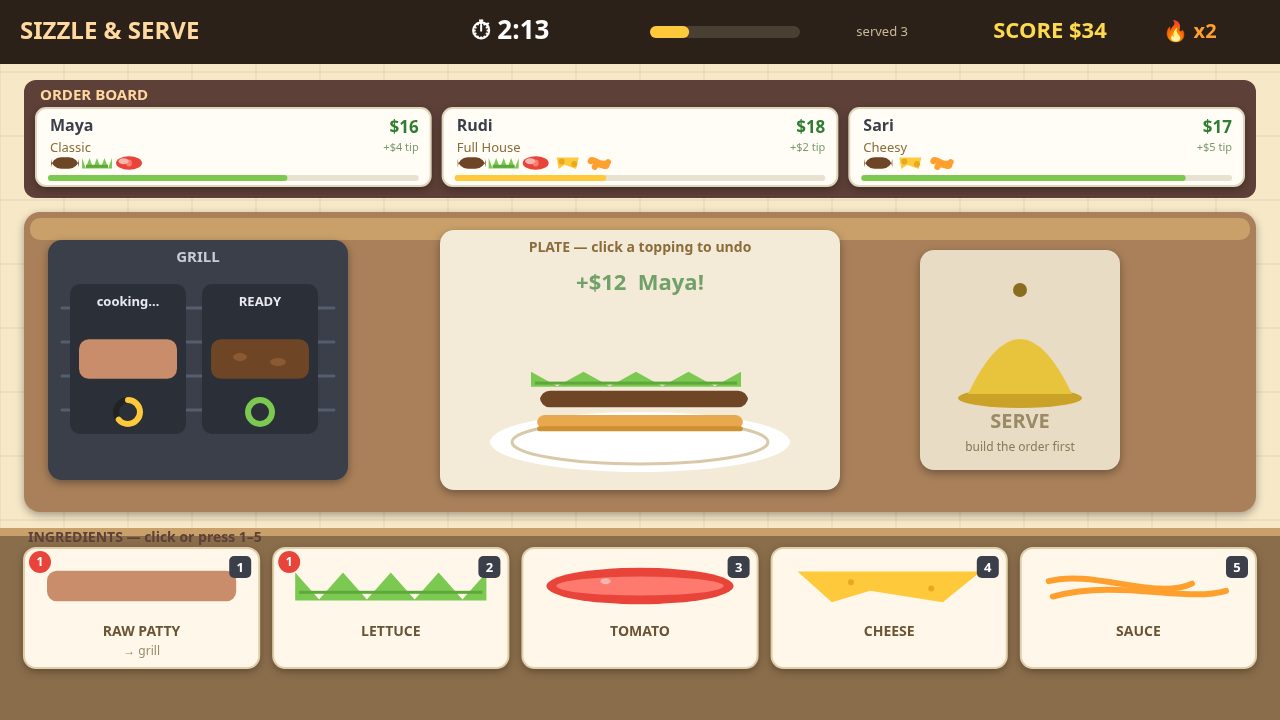 SIZZLE & SERVE
⏱ 2:13
served 3
SCORE $34
🔥 x2
ORDER BOARD
Maya
$16
Classic
+$4 tip
Rudi
$18
Full House
+$2 tip
Sari
$17
Cheesy
+$5 tip
GRILL
cooking...
READY
PLATE — click a topping to undo
+$12 Maya!
SERVE
build the order first
INGREDIENTS — click or press 1–5
1
1
RAW PATTY
→ grill
1
2
LETTUCE
3
TOMATO
4
CHEESE
5
SAUCE